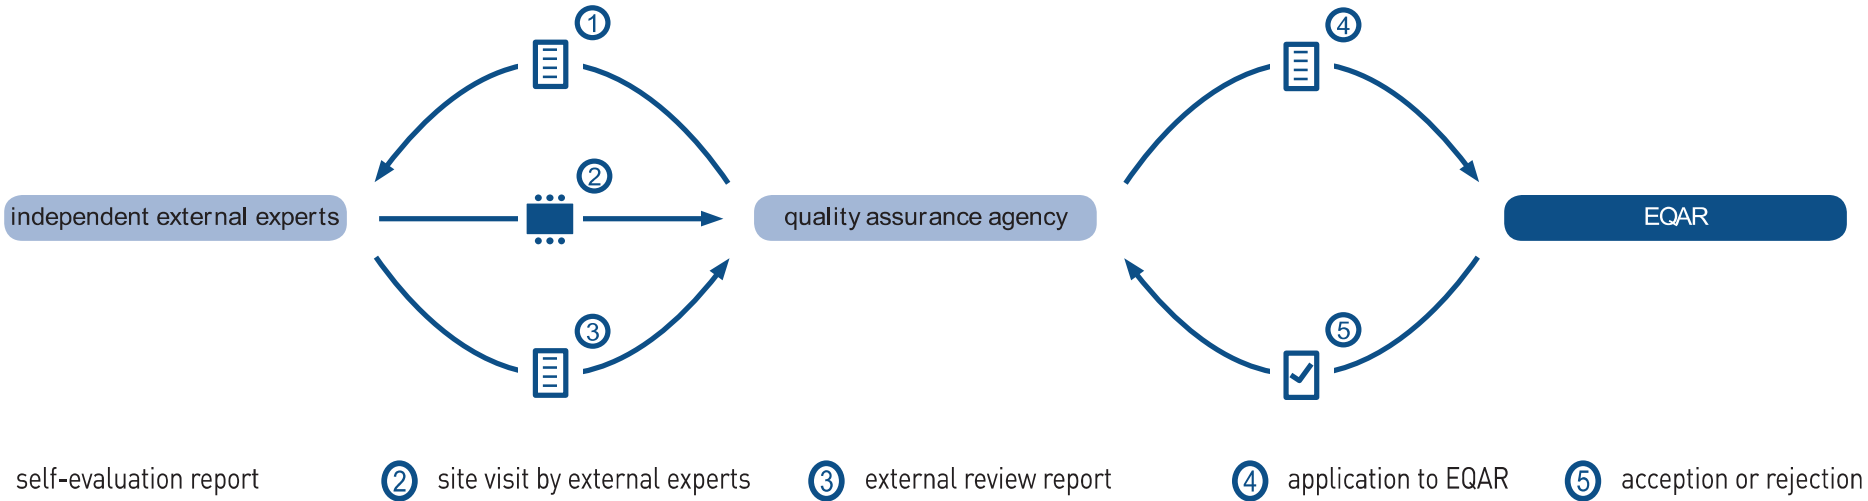 1
4
2
independent external experts
quality assurance agency
EQAR
3
5
self-evaluation report
2 site visit by external experts
3 external review report
4 application to EQAR
5 acception or rejection